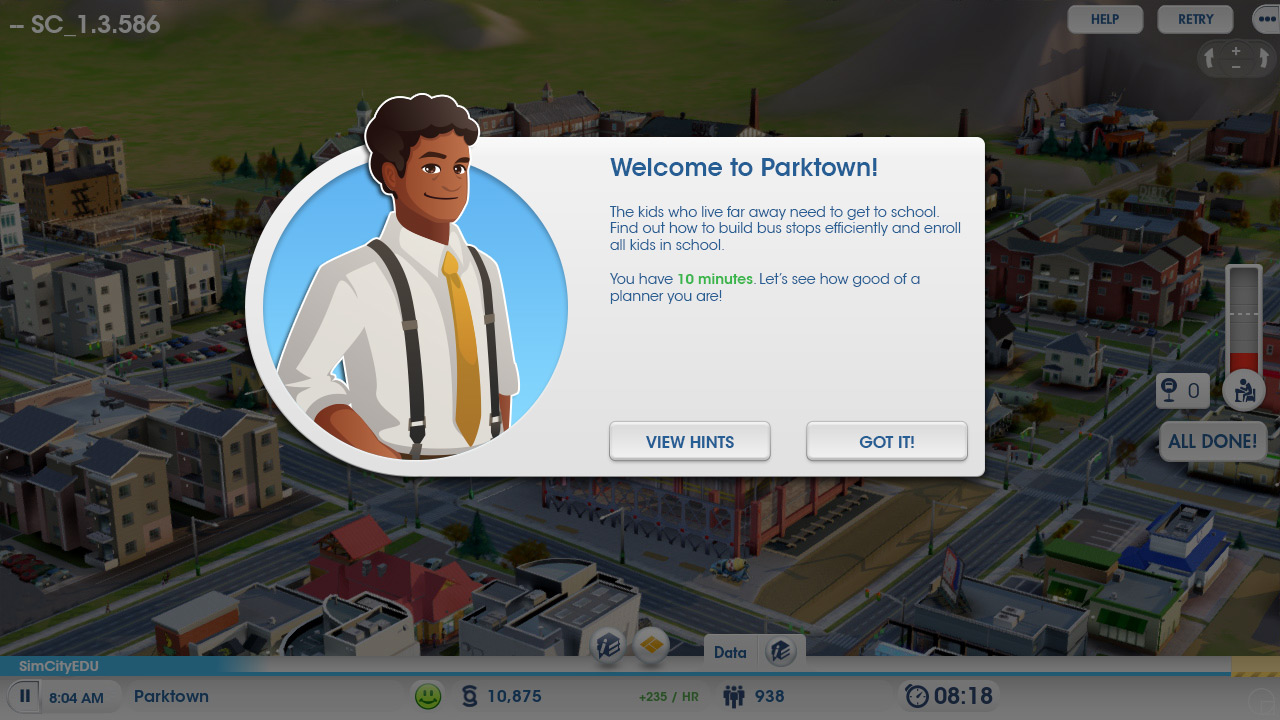 -- SC_1.3.586
HELP
RETRY
Welcome to Parktown!
The kids who live far away need to get to school.
Find out how to build bus stops efficiently and enroll
all kids in school.
You have 10 minutes. Let's see how good of a
planner you are!
VIEW HINTS
GOT IT!
0
ALL DONE!
Data
SimCityEDU
8:04 AM
Parktown
10,875
+235 / HR
938
08:18